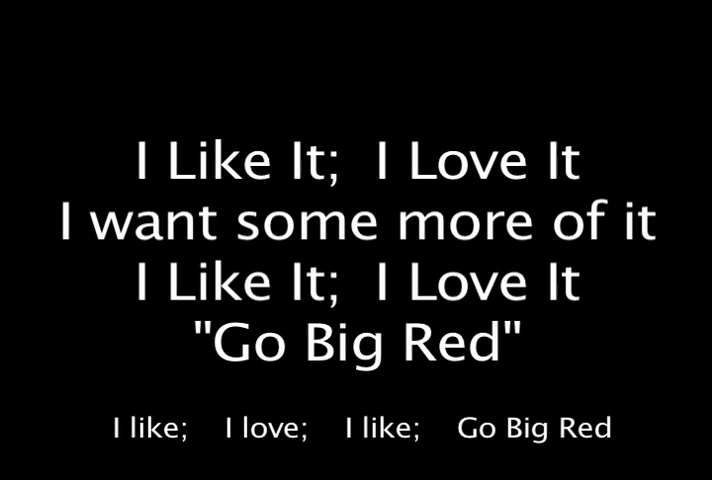 I Like It;  I Love It
I want some more of it
I Like It;  I Love It
"Go Big Red"
I like;    I love;    I like;    Go Big Red